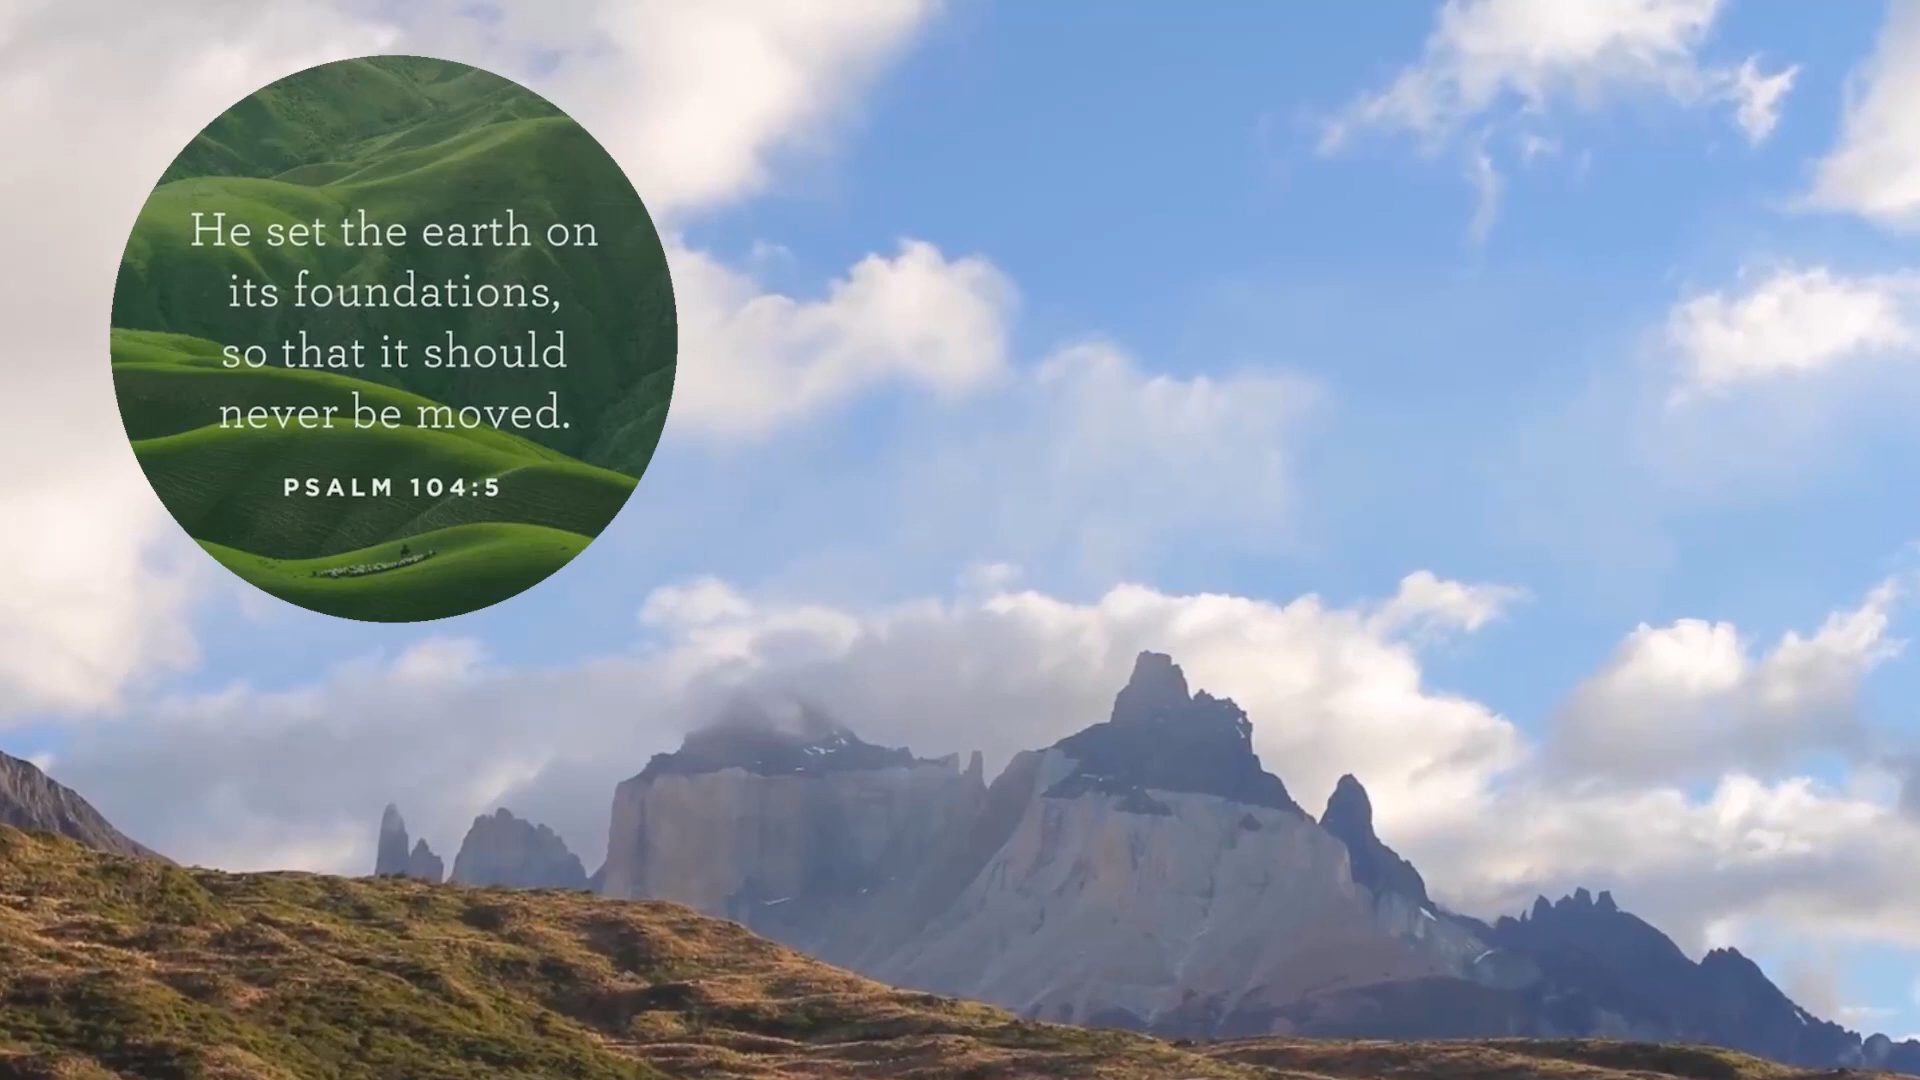 He set the earth on
its foundations,
so that it should
never be moved.
PSALM 104:5